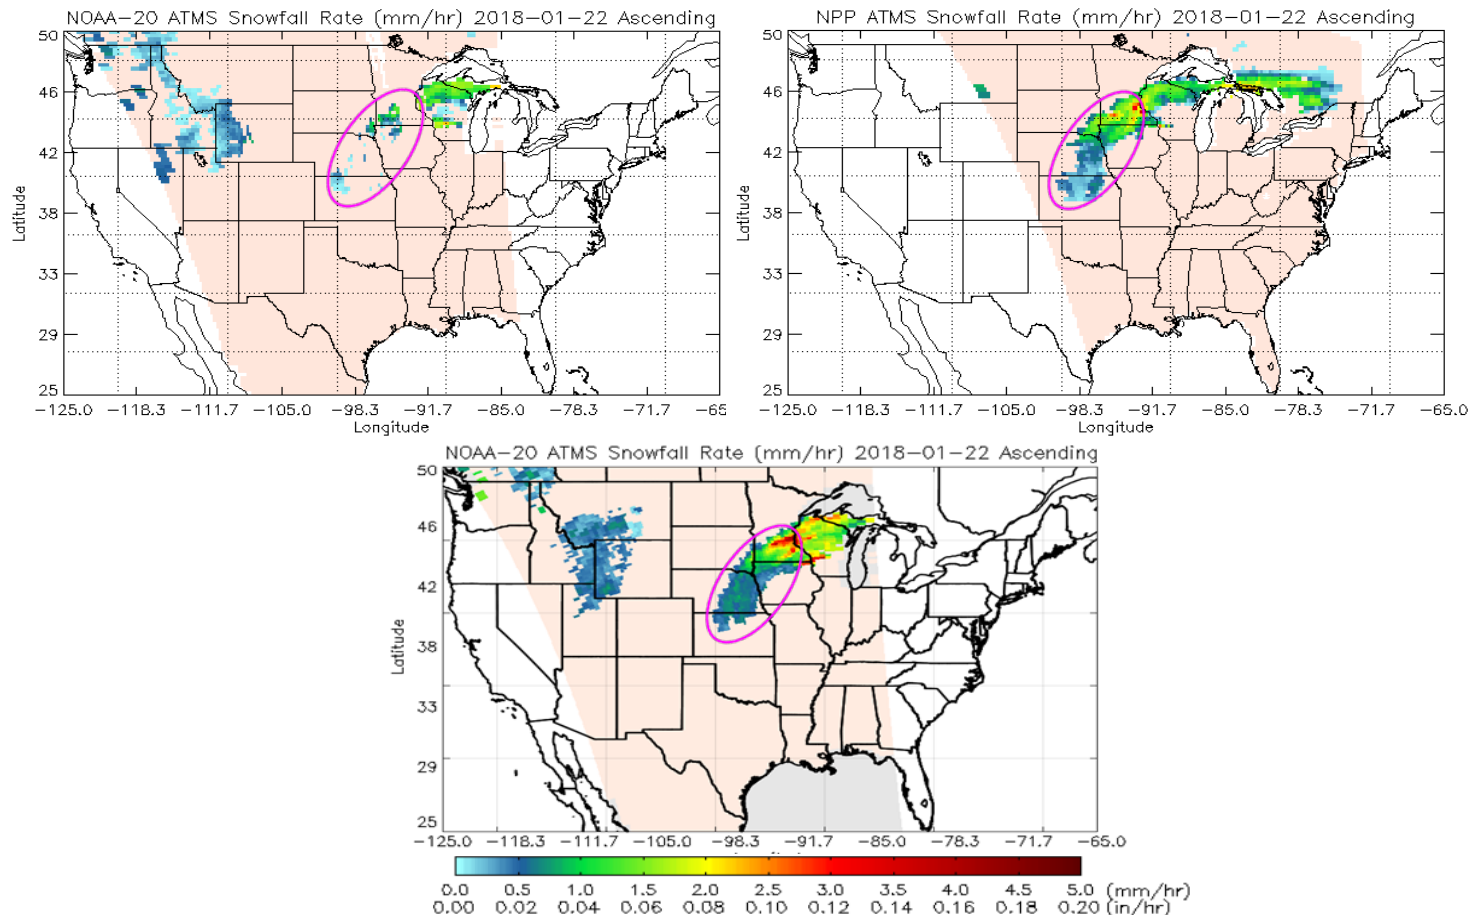 NOAA-20 ATMS Snowfall Rate (mm/hr) 2018-01-22 Ascending
50
46
42
38
33
29
25
Latitude
-125.0 -118.3 -111.7 -105.0 -98.3 -91.7 -85.0 -78.3 -71.7 -65
Longitude
NPP ATMS Snowfall Rate (mm/hr) 2018-01-22 Ascending
50
46
42
38
33
29
25
Latitude
-125.0 -118.3 -111.7 -105.0 -98.3 -91.7 -85.0 -78.3 -71.7 -65.0
Longitude
NOAA-20 ATMS Snowfall Rate (mm/hr) 2018-01-22 Ascending
50
46
42
38
33
29
25
Latitude
-125.0 -118.3 -111.7 -105.0 -98.3 -91.7 -85.0 -78.3 -71.7 -65.0
0.0 0.5 1.0 1.5 2.0 2.5 3.0 3.5 4.0 4.5 5.0 (mm/hr)
0.00 0.02 0.04 0.06 0.08 0.10 0.12 0.14 0.16 0.18 0.20 (in/hr)